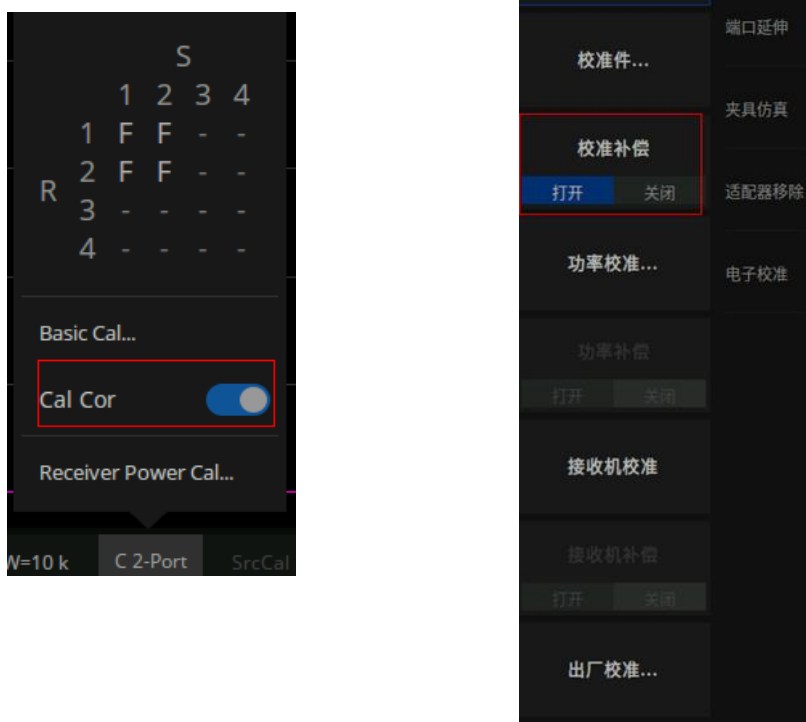 S
1 2 3 4
1 F F - -
2 F F - -
R
3 - - - -
4 - - - -
Basic Cal...
Cal Cor
Receiver Power Cal...
W=10 k C 2-Port SrcCal
校准件...
校准补偿
打开 关闭
功率校准...
功率补偿
打开 关闭
接收机校准
接收机补偿
打开 关闭
出厂校准...
端口延伸
夹具仿真
适配器移除
电子校准